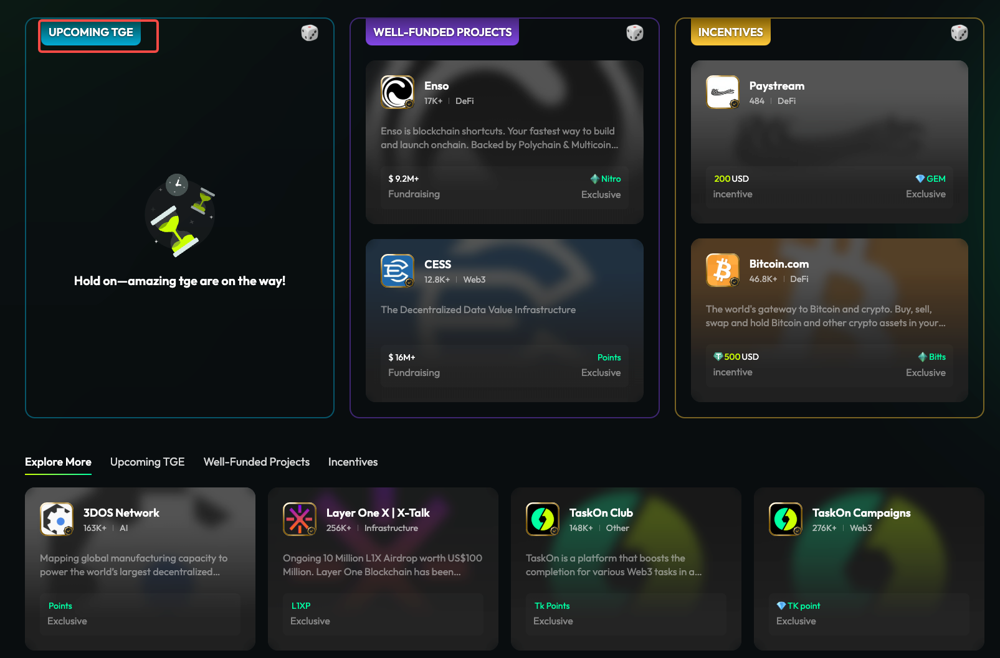 UPCOMING TGE
Hold on—amazing tge are on the way!
WELL-FUNDED PROJECTS
Enso
17K+ | DeFi
Enso is blockchain shortcuts. Your fastest way to build
and launch onchain. Backed by Polychain & Multicoin...
$ 9.2M+
Nitro
Fundraising
Exclusive
CESS
12.8K+ | Web3
The Decentralized Data Value Infrastructure
$ 16M+
Points
Fundraising
Exclusive
INCENTIVES
Paystream
484 | DeFi
200 USD
GEM
incentive
Exclusive
Bitcoin.com
46.8K+ | DeFi
The world's gateway to Bitcoin and crypto. Buy, sell,
swap and hold Bitcoin and other crypto assets in your...
500 USD
Bitts
incentive
Exclusive
Explore More
Upcoming TGE
Well-Funded Projects
Incentives
3DOS Network
163K+ | AI
Mapping global manufacturing capacity to
power the world's largest decentralized...
Points
Exclusive
Layer One X | X-Talk
256K+ | Infrastructure
Ongoing 10 Million L1X Airdrop worth US$100
Million. Layer One Blockchain has been...
L1XP
Exclusive
TaskOn Club
148K+ | Other
TaskOn is a platform that boosts the
completion for various Web3 tasks in a...
Tk Points
Exclusive
TaskOn Campaigns
276K+ | Web3
TK point
Exclusive